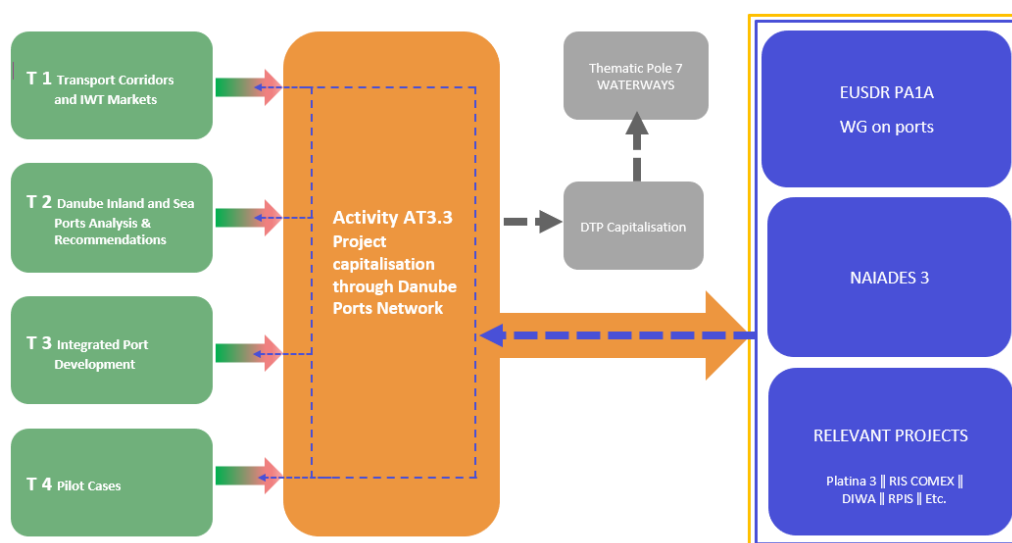 T 1 Transport Corridors
and IWT Markets
T 2 Danube Inland and Sea
Ports Analysis &
Recommendations
T 3 Integrated Port
Development
T 4 Pilot Cases
Activity AT3.3
Project
capitalisation
through Danube
Ports Network
Thematic Pole 7
WATERWAYS
DTP Capitalisation
EUSDR PA1A
WG on ports
NAIADES 3
RELEVANT PROJECTS
Platina 3 || RIS COMEX ||
DIWA || RPIS || Etc.